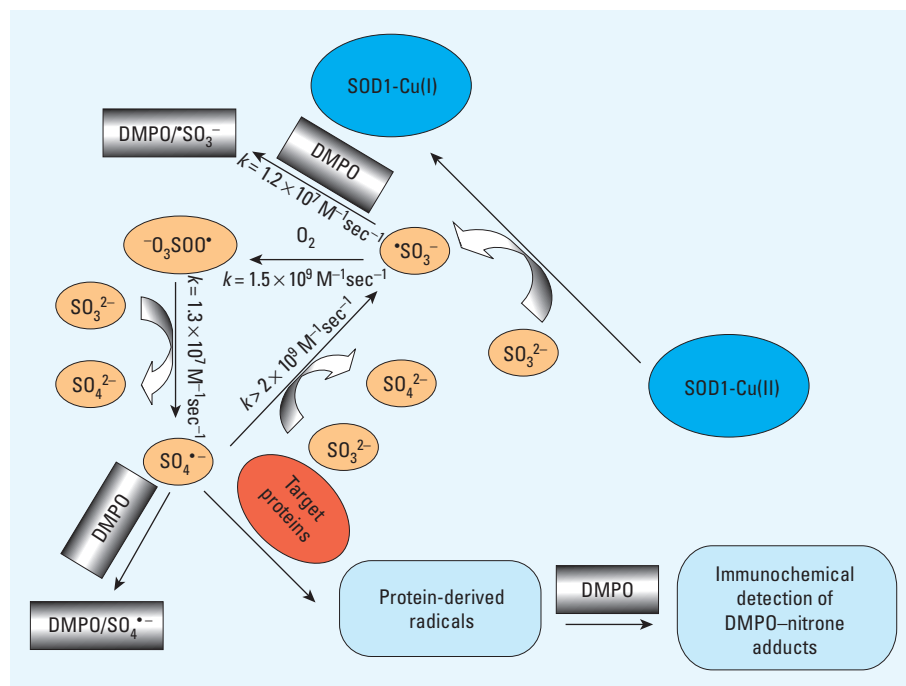 SOD1-Cu(I)
DMPO/•SO₃⁻
DMPO
k = 1.2 × 10⁷ M⁻¹sec⁻¹
⁻O₃SOO•
O₂
•SO₃⁻
k = 1.5 × 10⁹ M⁻¹sec⁻¹
SO₃²⁻
k = 1.3 × 10⁷ M⁻¹sec⁻¹
SO₄²⁻
k > 2 × 10⁹ M⁻¹sec⁻¹
SO₃²⁻
SO₄²⁻
SOD1-Cu(II)
SO₃²⁻
SO₄•⁻
DMPO
Target
proteins
DMPO/SO₄•⁻
Protein-derived
radicals
DMPO
Immunochemical
detection of
DMPO–nitrone
adducts